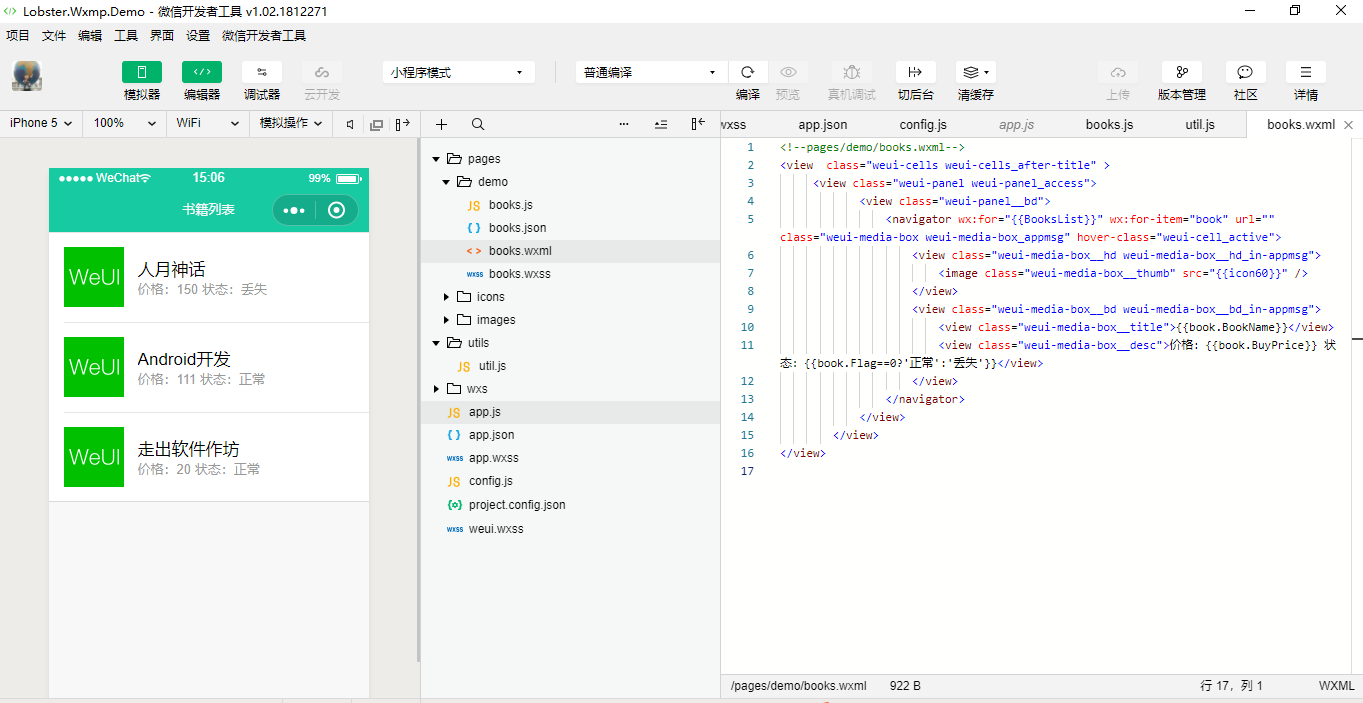 Lobster.Wxmp.Demo - 微信开发者工具 v1.02.1812271
项目 文件 编辑 工具 界面 设置 微信开发者工具
小程序模式 普通编译
模拟器 编辑器 调试器 云开发 编译 预览 真机调试 切后台 清缓存 上传 版本管理 社区 详情
iPhone 5 100% WiFi 模拟操作
wxss app.json config.js app.js books.js util.js books.wxml
WeChat 15:06 99%
书籍列表
WeUI
人月神话
价格：150 状态：丢失
WeUI
Android开发
价格：111 状态：正常
WeUI
走出软件作坊
价格：20 状态：正常
pages
demo
JS books.js
{ } books.json
< > books.wxml
wxss books.wxss
icons
images
utils
JS util.js
wxs
JS app.js
{ } app.json
wxss app.wxss
JS config.js
{o} project.config.json
wxss weui.wxss
1 <!--pages/demo/books.wxml-->
2 <view  class="weui-cells weui-cells_after-title" >
3 <view class="weui-panel weui-panel_access">
4 <view class="weui-panel__bd">
5 <navigator wx:for="{{BooksList}}" wx:for-item="book" url=""
class="weui-media-box weui-media-box_appmsg" hover-class="weui-cell_active">
6 <view class="weui-media-box__hd weui-media-box__hd_in-appmsg">
7 <image class="weui-media-box__thumb" src="{{icon60}}" />
8 </view>
9 <view class="weui-media-box__bd weui-media-box__bd_in-appmsg">
10 <view class="weui-media-box__title">{{book.BookName}}</view>
11 <view class="weui-media-box__desc">价格：{{book.BuyPrice}} 状
态：{{book.Flag==0?'正常':'丢失'}}</view>
12 </view>
13 </navigator>
14 </view>
15 </view>
16 </view>
17
/pages/demo/books.wxml 922 B 行 17，列 1 WXML